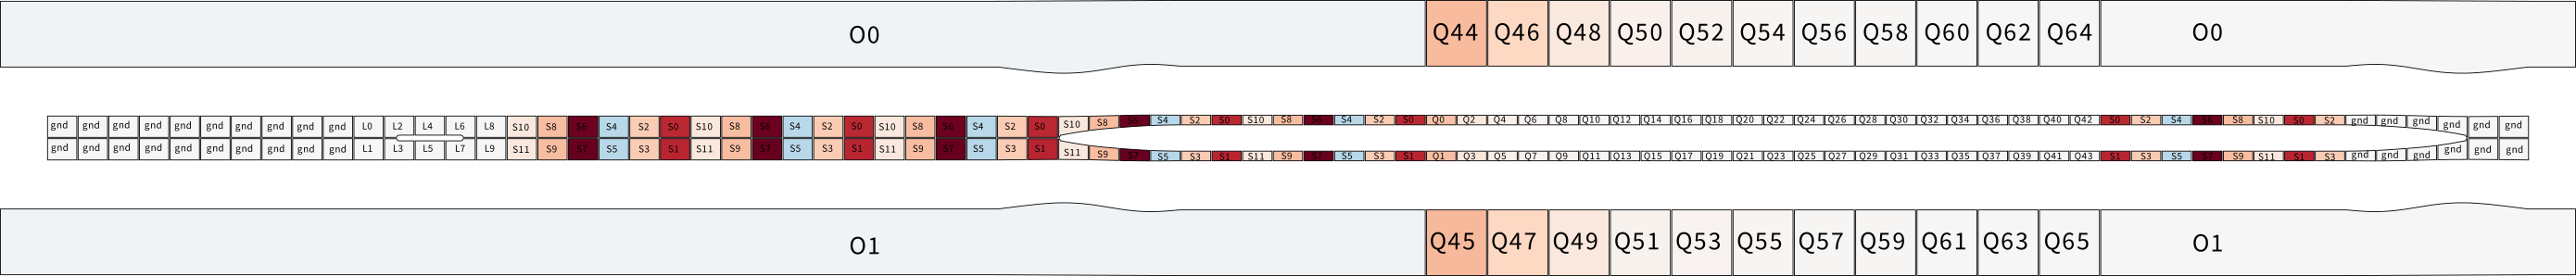 O0 Q44 Q46 Q48 Q50 Q52 Q54 Q56 Q58 Q60 Q62 Q64 O0
gnd gnd gnd gnd gnd gnd gnd gnd gnd gnd L0 L2 L4 L6 L8 S10 S8 S6 S4 S2 S0 S10 S8 S6 S4 S2 S0 S10 S8 S6 S4 S2 S0 S10 S8 S6 S4 S2 S0 S10 S8 S6 S4 S2 S0 Q0 Q2 Q4 Q6 Q8 Q10 Q12 Q14 Q16 Q18 Q20 Q22 Q24 Q26 Q28 Q30 Q32 Q34 Q36 Q38 Q40 Q42 S0 S2 S4 S6 S8 S10 S0 S2 gnd gnd gnd gnd gnd gnd
gnd gnd gnd gnd gnd gnd gnd gnd gnd gnd L1 L3 L5 L7 L9 S11 S9 S7 S5 S3 S1 S11 S9 S7 S5 S3 S1 S11 S9 S7 S5 S3 S1 S11 S9 S7 S5 S3 S1 S11 S9 S7 S5 S3 S1 Q1 Q3 Q5 Q7 Q9 Q11 Q13 Q15 Q17 Q19 Q21 Q23 Q25 Q27 Q29 Q31 Q33 Q35 Q37 Q39 Q41 Q43 S1 S3 S5 S7 S9 S11 S1 S3 gnd gnd gnd gnd gnd gnd
O1 Q45 Q47 Q49 Q51 Q53 Q55 Q57 Q59 Q61 Q63 Q65 O1